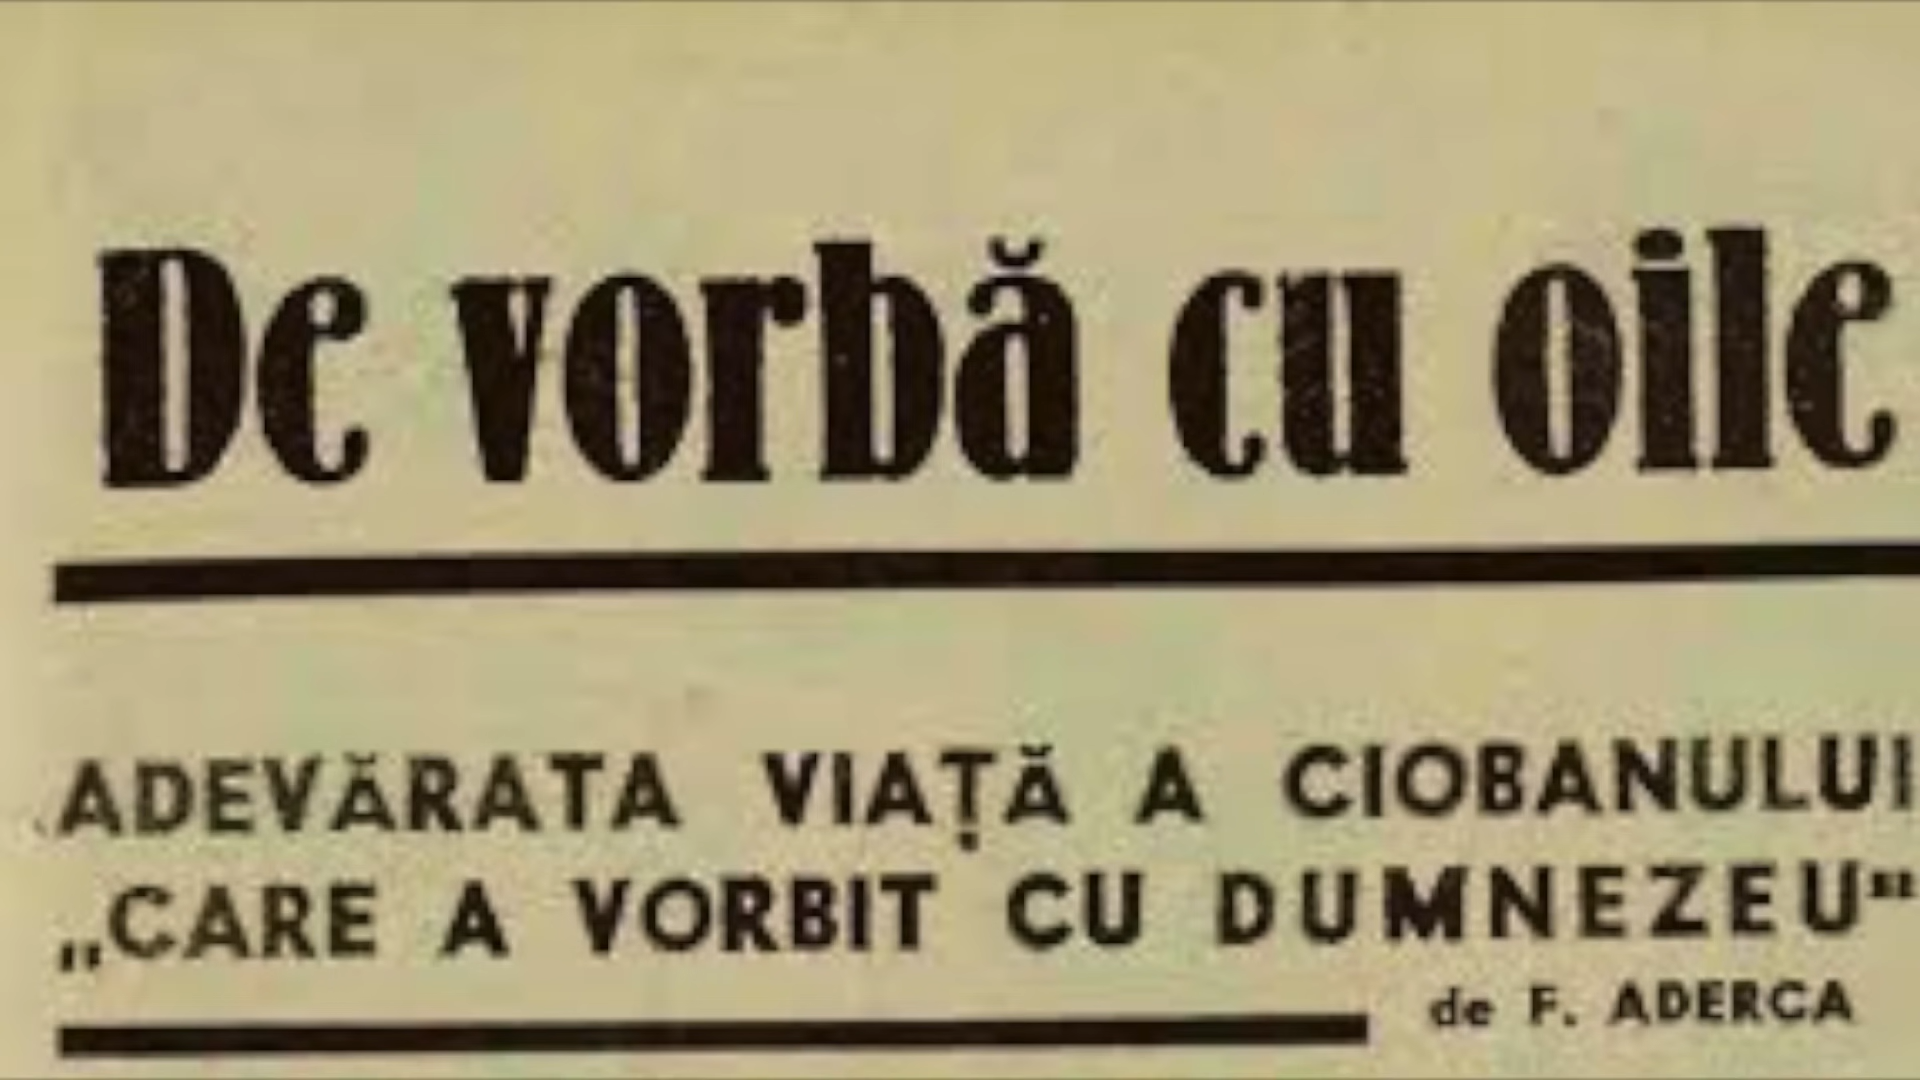 De vorbă cu oile
ADEVĂRATA VIAȚĂ A CIOBANULUI
„CARE A VORBIT CU DUMNEZEU"
de F. ADERCA